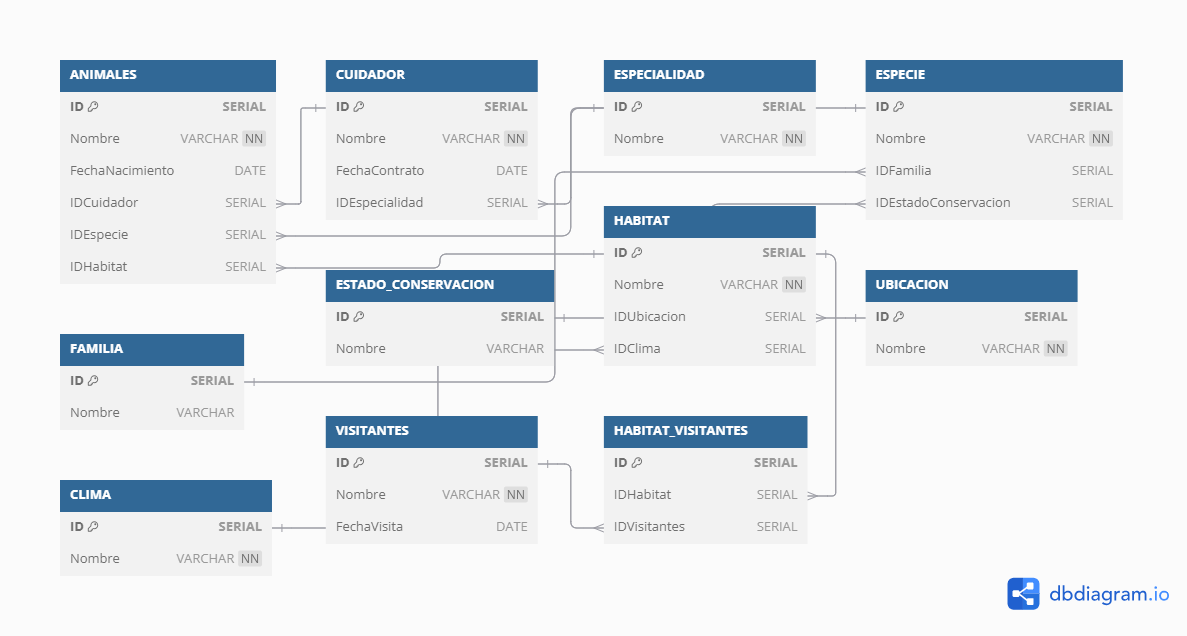 ANIMALES
ID SERIAL
Nombre VARCHAR NN
FechaNacimiento DATE
IDCuidador SERIAL
IDEspecie SERIAL
IDHabitat SERIAL
CUIDADOR
ID SERIAL
Nombre VARCHAR NN
FechaContrato DATE
IDEspecialidad SERIAL
ESPECIALIDAD
ID SERIAL
Nombre VARCHAR NN
ESPECIE
ID SERIAL
Nombre VARCHAR NN
IDFamilia SERIAL
IDEstadoConservacion SERIAL
HABITAT
ID SERIAL
Nombre VARCHAR NN
IDUbicacion SERIAL
IDClima SERIAL
ESTADO_CONSERVACION
ID SERIAL
Nombre VARCHAR
UBICACION
ID SERIAL
Nombre VARCHAR NN
FAMILIA
ID SERIAL
Nombre VARCHAR
VISITANTES
ID SERIAL
Nombre VARCHAR NN
FechaVisita DATE
HABITAT_VISITANTES
ID SERIAL
IDHabitat SERIAL
IDVisitantes SERIAL
CLIMA
ID SERIAL
Nombre VARCHAR NN
dbdiagram.io